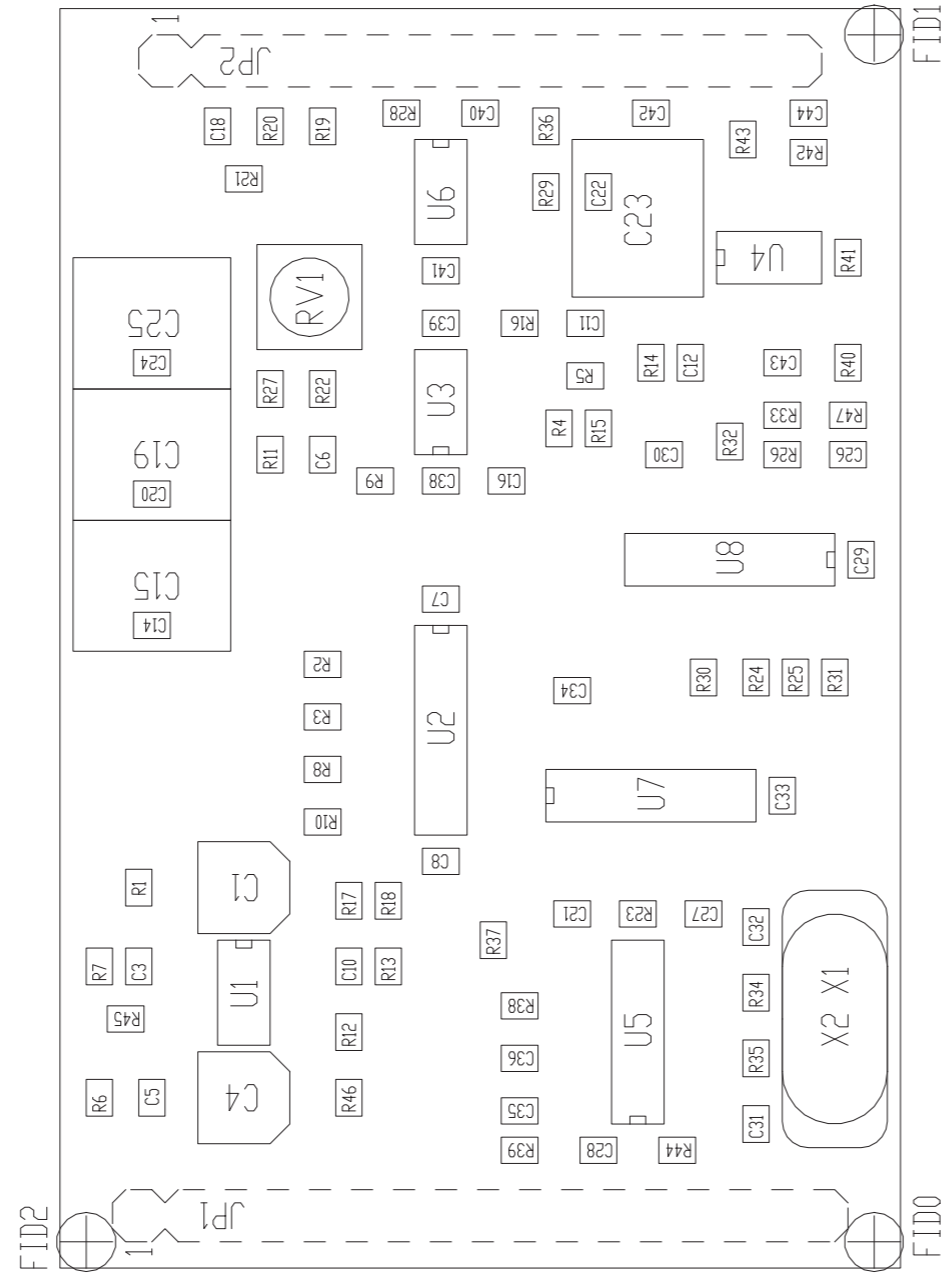 1
JP2
FID1
C18
R20
R19
R28
C40
R36
C42
R43
C44
R42
R21
U6
R29
C22
C23
U4
R41
C41
RV1
C25
C24
C39
R16
C11
R5
R14
C12
C43
R40
R27
R22
U3
R4
R15
R33
R47
C19
R11
C6
C30
R32
R26
C26
C20
R9
C38
C16
U8
C29
C15
C14
C7
R2
R3
R8
R10
U2
C34
R30
R24
R25
R31
U7
C33
C8
R1
C1
R17
R18
C21
R23
C27
C32
R37
R7
C3
U1
C10
R13
R45
R38
U5
R34
X2 X1
R12
C36
R35
R6
C5
C4
R46
C35
C31
R39
C28
R44
FID2
1
JP1
FID0